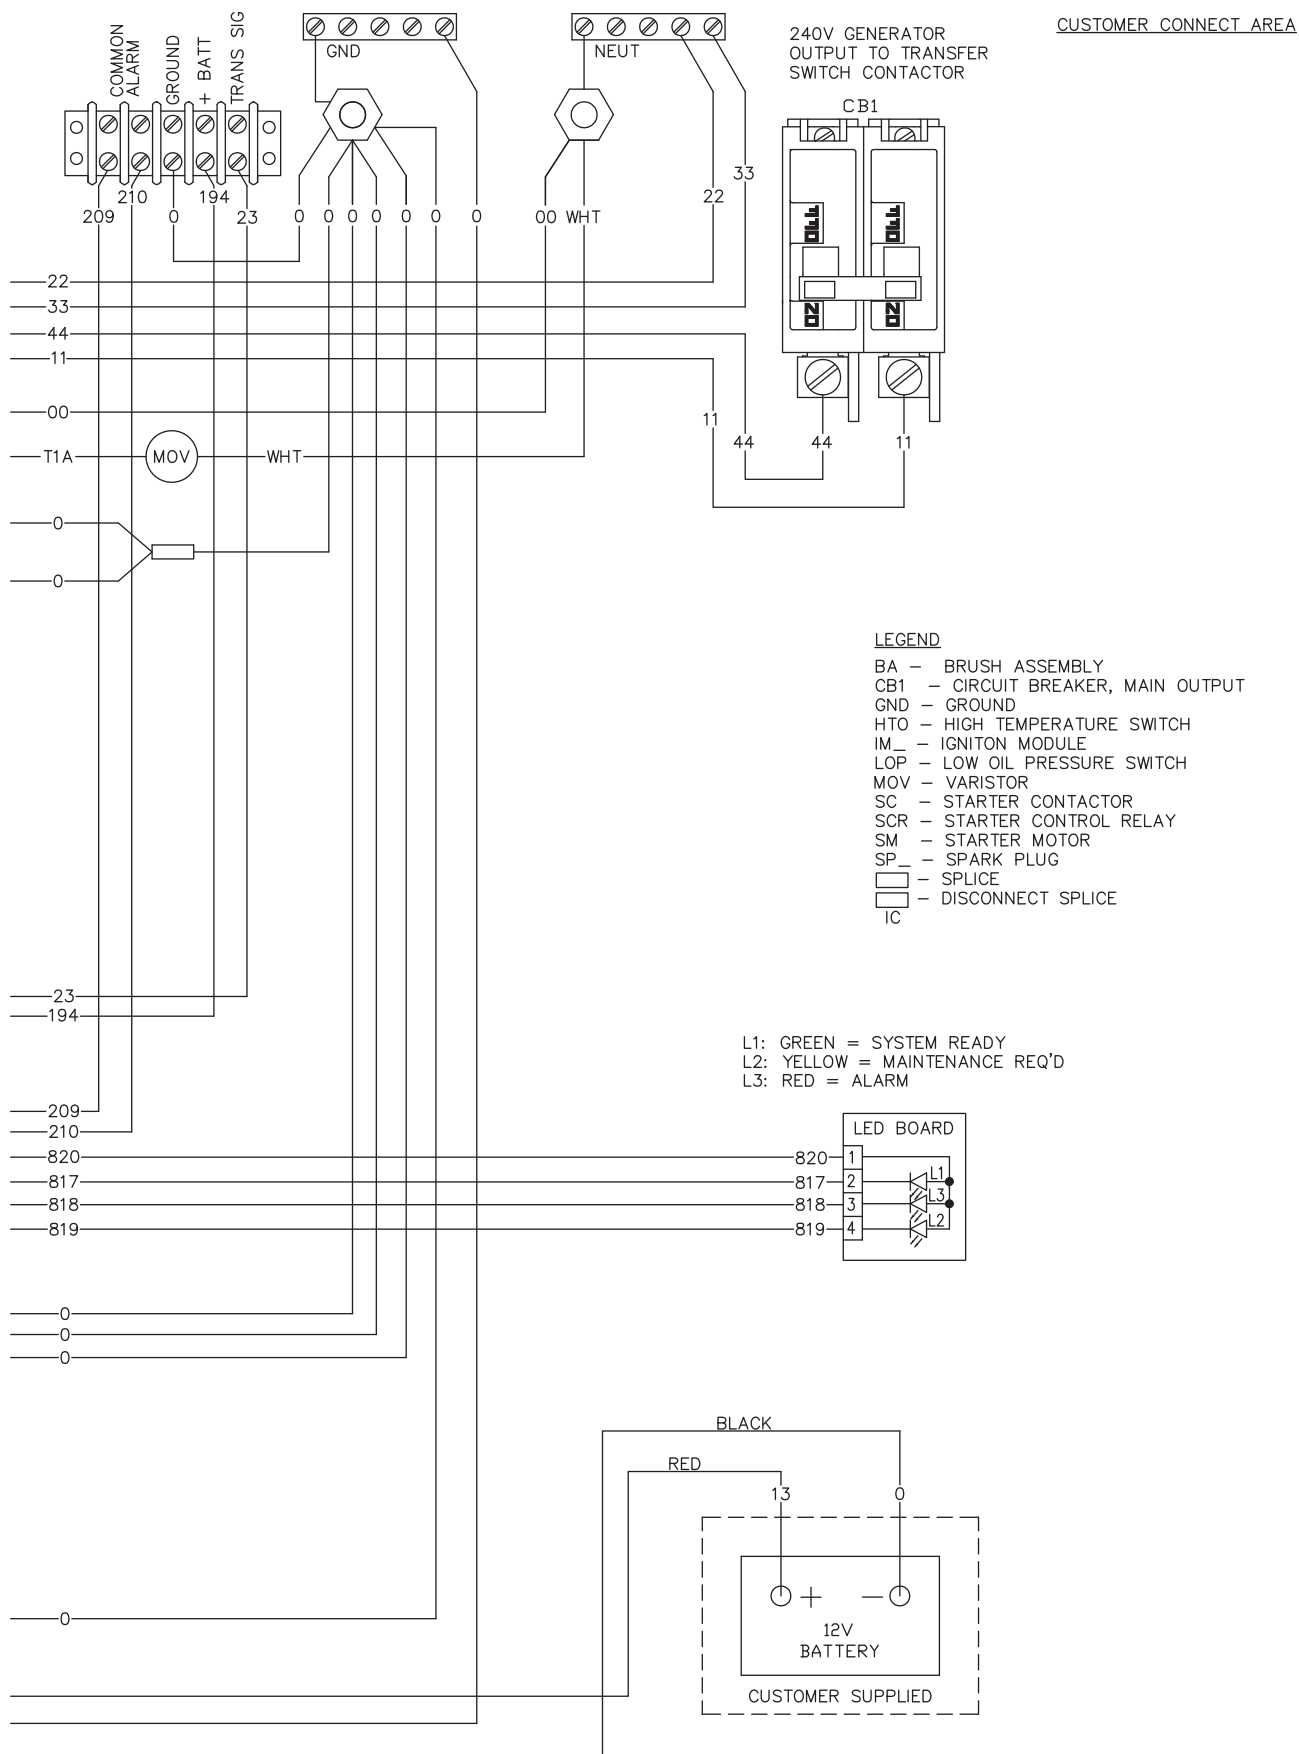 CUSTOMER CONNECT AREA
COMMON
ALARM
GROUND
+ BATT
TRANS SIG
GND
NEUT
240V GENERATOR
OUTPUT TO TRANSFER
SWITCH CONTACTOR
CB1
OFF OFF
ON ON
209 210 0 194 23
0 0 0 0 0 0 0
00 WHT 22 33
22
33
44
11
00
11 44 44 11
T1A MOV WHT
0
0
LEGEND
BA – BRUSH ASSEMBLY
CB1 – CIRCUIT BREAKER, MAIN OUTPUT
GND – GROUND
HTO – HIGH TEMPERATURE SWITCH
IM_ – IGNITON MODULE
LOP – LOW OIL PRESSURE SWITCH
MOV – VARISTOR
SC – STARTER CONTACTOR
SCR – STARTER CONTROL RELAY
SM – STARTER MOTOR
SP_ – SPARK PLUG
– SPLICE
– DISCONNECT SPLICE
IC
23
194
L1: GREEN = SYSTEM READY
L2: YELLOW = MAINTENANCE REQ'D
L3: RED = ALARM
209
210
LED BOARD
820 820 1
817 817 2 L1
818 818 3 L3
819 819 4 L2
0
0
0
BLACK
RED
13 0
+ –
0
12V
BATTERY
CUSTOMER SUPPLIED